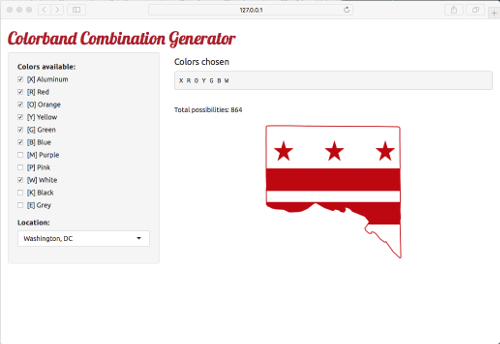 127.0.0.1
Colorband Combination Generator
Colors available:
[X] Aluminum
[R] Red
[O] Orange
[Y] Yellow
[G] Green
[B] Blue
[M] Purple
[P] Pink
[W] White
[K] Black
[E] Grey
Location:
Washington, DC
Colors chosen
X R O Y G B W
Total possibilities: 864